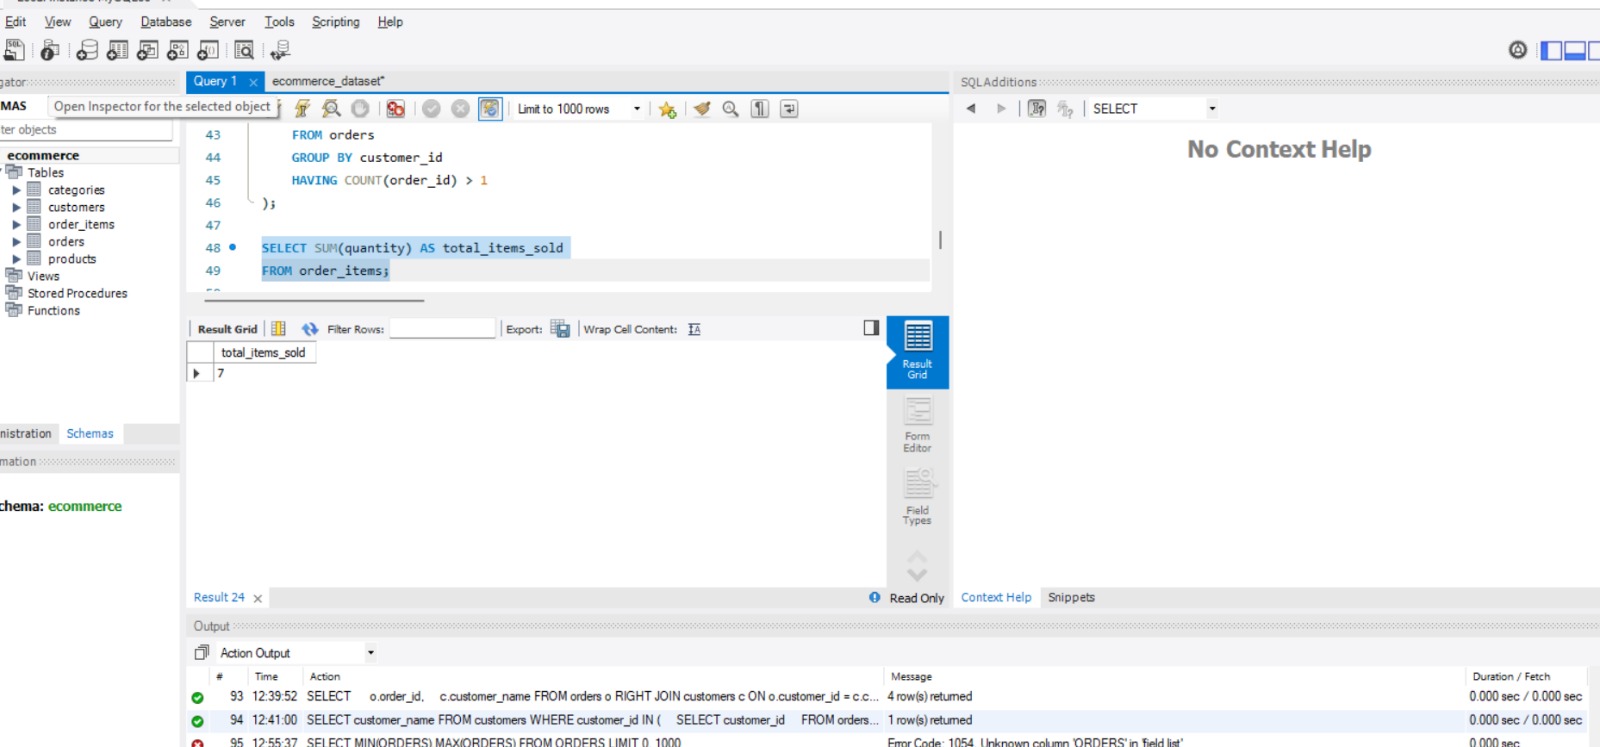 Edit View Query Database Server Tools Scripting Help
Query 1 ecommerce_dataset*
SQLAdditions
MAS
Open Inspector for the selected object
Limit to 1000 rows
SELECT
ter objects
No Context Help
ecommerce
Tables
categories
customers
order_items
orders
products
Views
Stored Procedures
Functions
43 FROM orders
44 GROUP BY customer_id
45 HAVING COUNT(order_id) > 1
46 );
47
48 SELECT SUM(quantity) AS total_items_sold
49 FROM order_items;
Result Grid Filter Rows: Export: Wrap Cell Content:
total_items_sold
7
Result
Grid
Form
Editor
Field
Types
nistration Schemas
mation
chema: ecommerce
Result 24
Read Only
Context Help Snippets
Output
Action Output
# Time Action Message Duration / Fetch
93 12:39:52 SELECT o.order_id, c.customer_name FROM orders o RIGHT JOIN customers c ON o.customer_id = c.c... 4 row(s) returned 0.000 sec / 0.000 sec
94 12:41:00 SELECT customer_name FROM customers WHERE customer_id IN ( SELECT customer_id FROM orders... 1 row(s) returned 0.000 sec / 0.000 sec
95 12:55:37 SELECT MIN(ORDERS),MAX(ORDERS) FROM ORDERS LIMIT 0, 1000 Error Code: 1054. Unknown column 'ORDERS' in 'field list' 0.000 sec